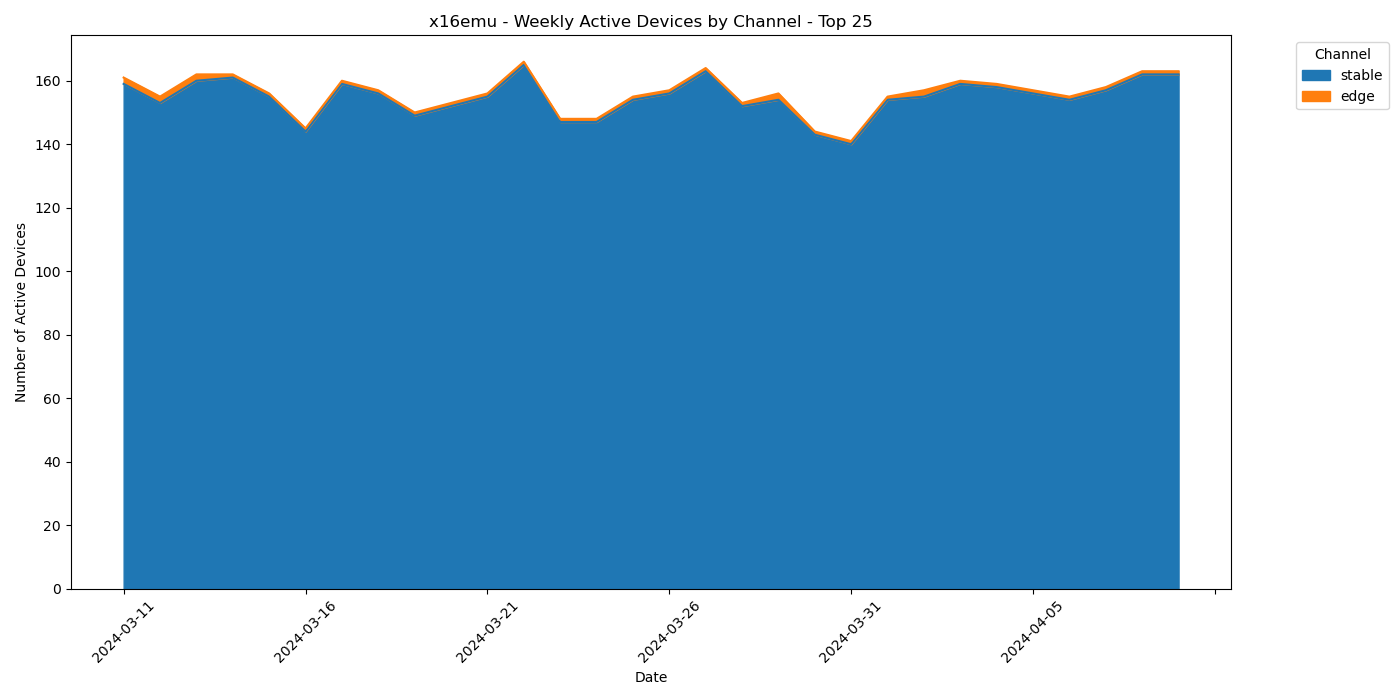 x16emu - Weekly Active Devices by Channel - Top 25
Channel
stable
edge
Number of Active Devices
160
140
120
100
80
60
40
20
0
2024-03-11
2024-03-16
2024-03-21
2024-03-26
2024-03-31
2024-04-05
Date